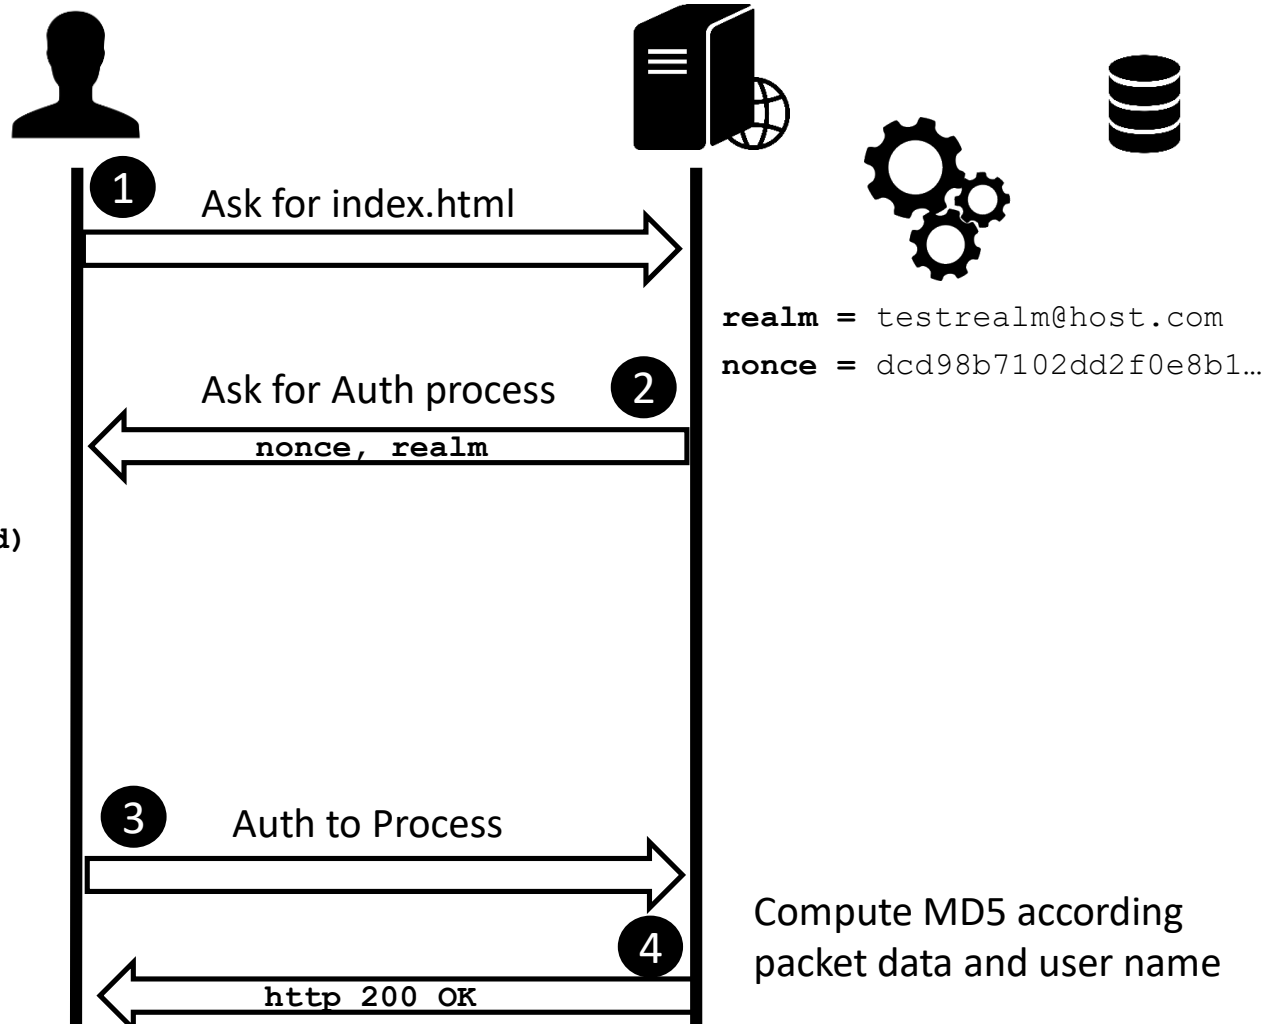 1
Ask for index.html
realm = testrealm@host.com
nonce = dcd98b7102dd2f0e8b1…
Ask for Auth process
2
nonce, realm
d)
3
Auth to Process
4
Compute MD5 according
packet data and user name
http 200 OK